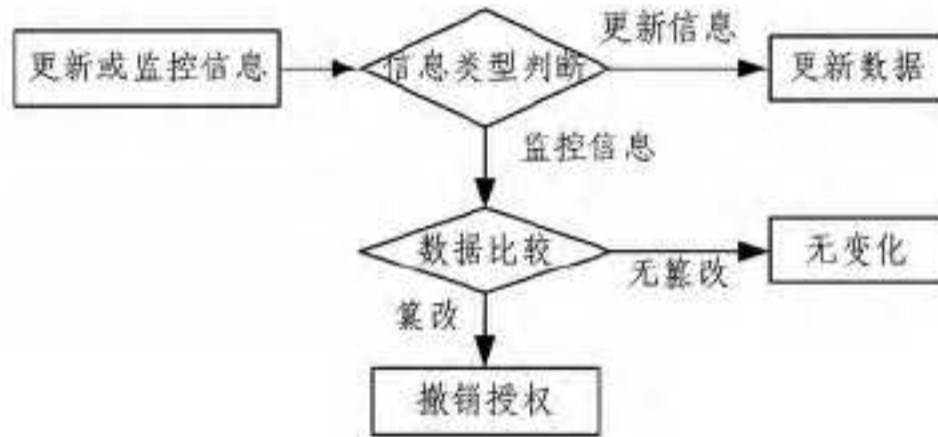 更新或监控信息
信息类型判断
更新信息
更新数据
监控信息
数据比较
无篡改
无变化
篡改
撤销授权